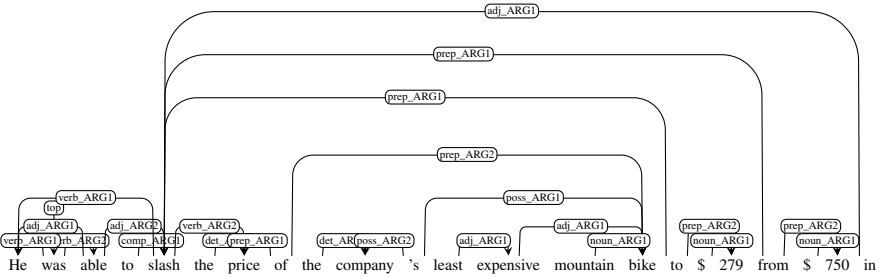 adj_ARG1
prep_ARG1
prep_ARG1
prep_ARG2
verb_ARG1 poss_ARG1
top
adj_ARG1 adj_ARG2 verb_ARG2 adj_ARG1 prep_ARG2 prep_ARG2
verb_ARG1 rb_ARG2 comp_ARG1 det_ prep_ARG1 det_AR poss_ARG2 adj_ARG1 noun_ARG1 noun_ARG1 noun_ARG1
He was able to slash the price of the company 's least expensive mountain bike to $ 279 from $ 750 in